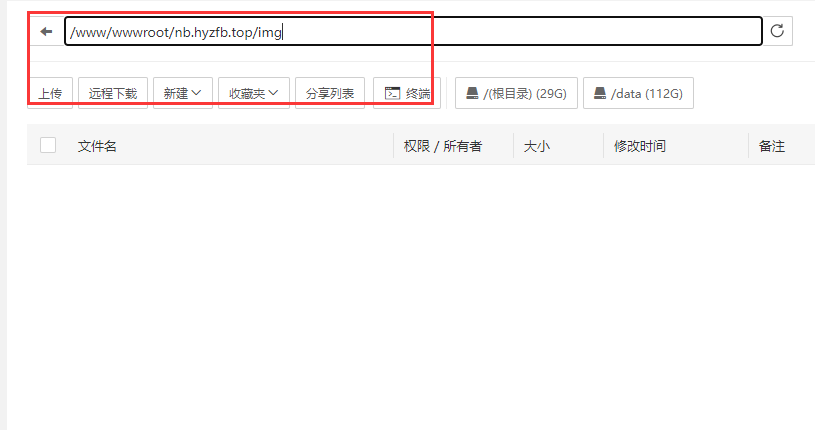 /www/wwwroot/nb.hyzfb.top/img
上传 远程下载 新建 收藏夹 分享列表 终端 /(根目录) (29G) /data (112G)
文件名 权限 / 所有者 大小 修改时间 备注